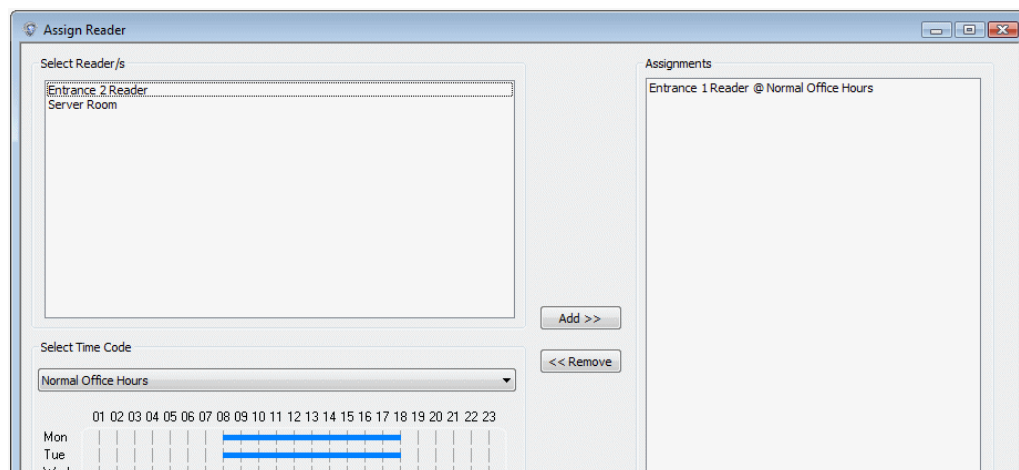 Assign Reader
Select Reader/s
Entrance 2 Reader
Server Room
Assignments
Entrance 1 Reader @ Normal Office Hours
Add >>
<< Remove
Select Time Code
Normal Office Hours
01 02 03 04 05 06 07 08 09 10 11 12 13 14 15 16 17 18 19 20 21 22 23
Mon
Tue